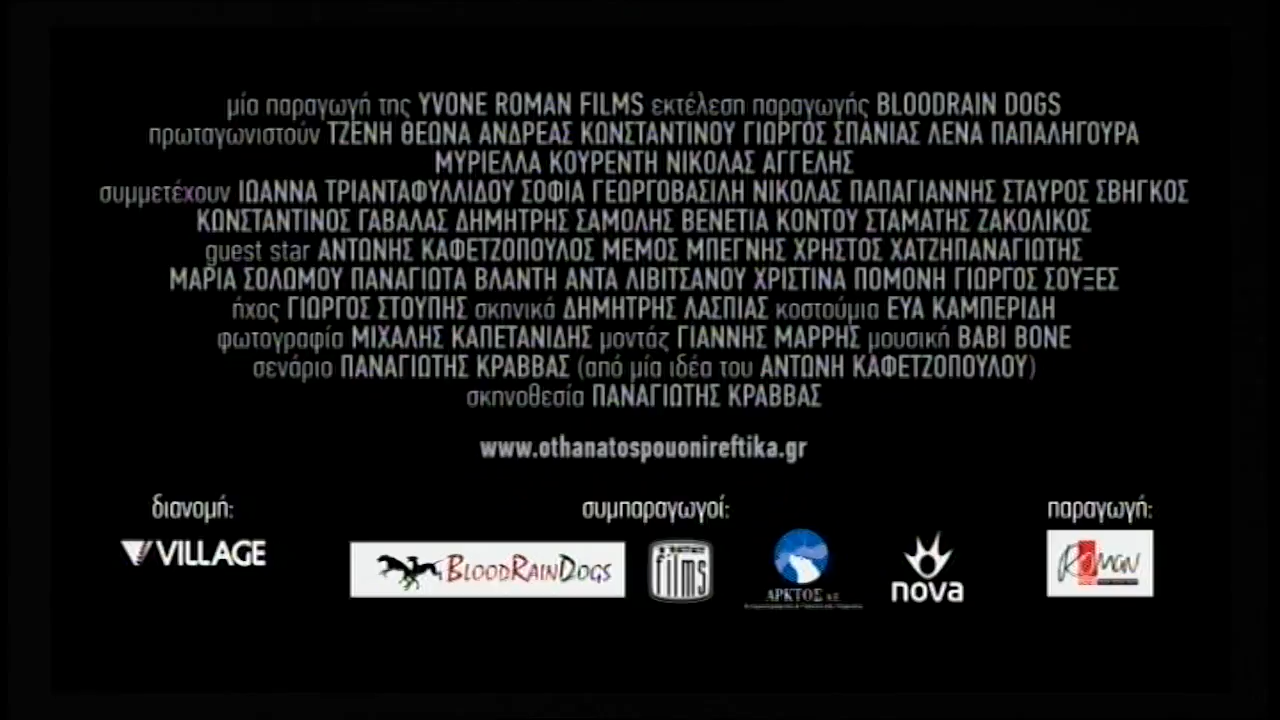 μία παραγωγή της YVONE ROMAN FILMS εκτέλεση παραγωγής BLOODRAIN DOGS
πρωταγωνιστούν ΤΖΕΝΗ ΘΕΩΝΑ ΑΝΔΡΕΑΣ ΚΩΝΣΤΑΝΤΙΝΟΥ ΓΙΩΡΓΟΣ ΣΠΑΝΙΑΣ ΛΕΝΑ ΠΑΠΑΛΗΓΟΥΡΑ
ΜΥΡΙΕΛΛΑ ΚΟΥΡΕΝΤΗ ΝΙΚΟΛΑΣ ΑΓΓΕΛΗΣ
συμμετέχουν ΙΩΑΝΝΑ ΤΡΙΑΝΤΑΦΥΛΛΙΔΟΥ ΣΟΦΙΑ ΓΕΩΡΓΟΒΑΣΙΛΗ ΝΙΚΟΛΑΣ ΠΑΠΑΓΙΑΝΝΗΣ ΣΤΑΥΡΟΣ ΣΒΗΓΚΟΣ
ΚΩΝΣΤΑΝΤΙΝΟΣ ΓΑΒΑΛΑΣ ΔΗΜΗΤΡΗΣ ΣΑΜΟΛΗΣ ΒΕΝΕΤΙΑ ΚΟΝΤΟΥ ΣΤΑΜΑΤΗΣ ΖΑΚΟΛΙΚΟΣ
guest star ΑΝΤΩΝΗΣ ΚΑΦΕΤΖΟΠΟΥΛΟΣ ΜΕΜΟΣ ΜΠΕΓΝΗΣ ΧΡΗΣΤΟΣ ΧΑΤΖΗΠΑΝΑΓΙΩΤΗΣ
ΜΑΡΙΑ ΣΟΛΩΜΟΥ ΠΑΝΑΓΙΩΤΑ ΒΛΑΝΤΗ ΑΝΤΑ ΛΙΒΙΤΣΑΝΟΥ ΧΡΙΣΤΙΝΑ ΠΟΜΟΝΗ ΓΙΩΡΓΟΣ ΣΟΥΞΕΣ
ήχος ΓΙΩΡΓΟΣ ΣΤΟΥΠΗΣ σκηνικά ΔΗΜΗΤΡΗΣ ΛΑΣΠΙΑΣ κοστούμια ΕΥΑ ΚΑΜΠΕΡΙΔΗ
φωτογραφία ΜΙΧΑΛΗΣ ΚΑΠΕΤΑΝΙΔΗΣ μοντάζ ΓΙΑΝΝΗΣ ΜΑΡΡΗΣ μουσική BABI BONE
σενάριο ΠΑΝΑΓΙΩΤΗΣ ΚΡΑΒΒΑΣ (από μία ιδέα του ΑΝΤΩΝΗ ΚΑΦΕΤΖΟΠΟΥΛΟΥ)
σκηνοθεσία ΠΑΝΑΓΙΩΤΗΣ ΚΡΑΒΒΑΣ
www.othanatospouonireftika.gr
διανομή: συμπαραγωγοί: παραγωγή:
VILLAGE BLOODRAINDOGS films ΑΡΚΤΟΣ nova Roman